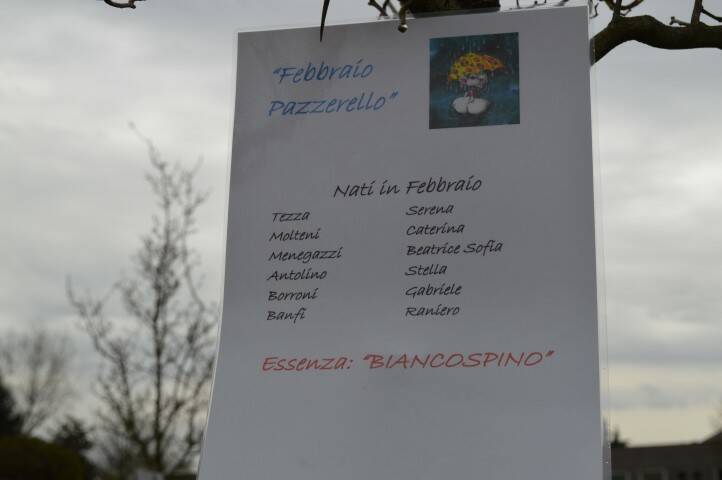 "Febbraio
Pazzerello"
Nati in Febbraio
Tezza Serena
Molteni Caterina
Menegazzi Beatrice Sofia
Antolino Stella
Borroni Gabriele
Banfi Raniero
Essenza: "BIANCOSPINO"